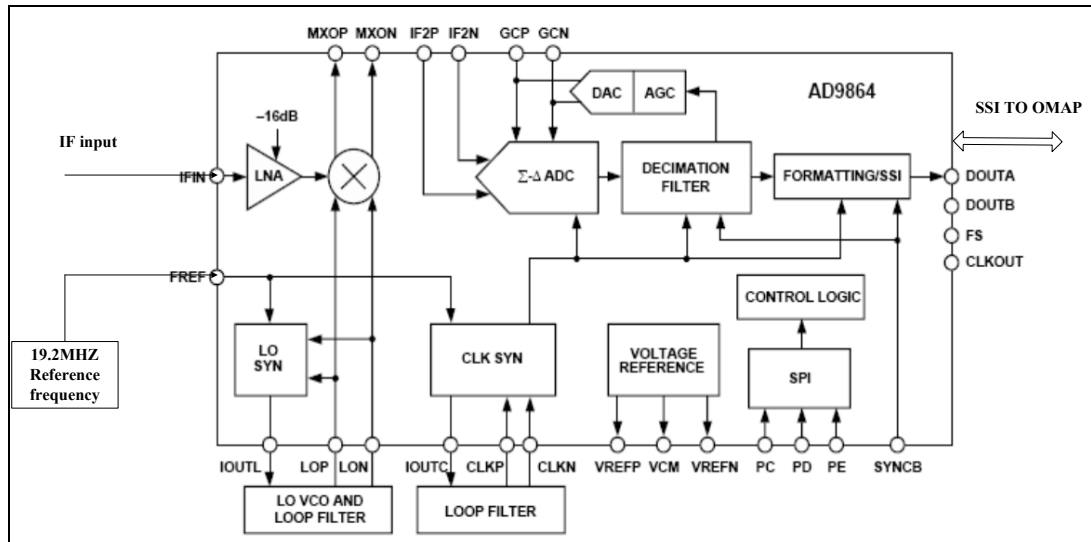 MXOP MXON IF2P IF2N GCP GCN
DAC AGC
AD9864
SSI TO OMAP
–16dB
IF input
IFIN
LNA
Σ-Δ ADC
DECIMATION
FILTER
FORMATTING/SSI
DOUTA
DOUTB
FS
CLKOUT
FREF
CONTROL LOGIC
19.2MHZ
Reference
frequency
LO
SYN
CLK SYN
VOLTAGE
REFERENCE
SPI
IOUTL LOP LON IOUTC CLKP CLKN VREFP VCM VREFN PC PD PE SYNCB
LO VCO AND
LOOP FILTER
LOOP FILTER